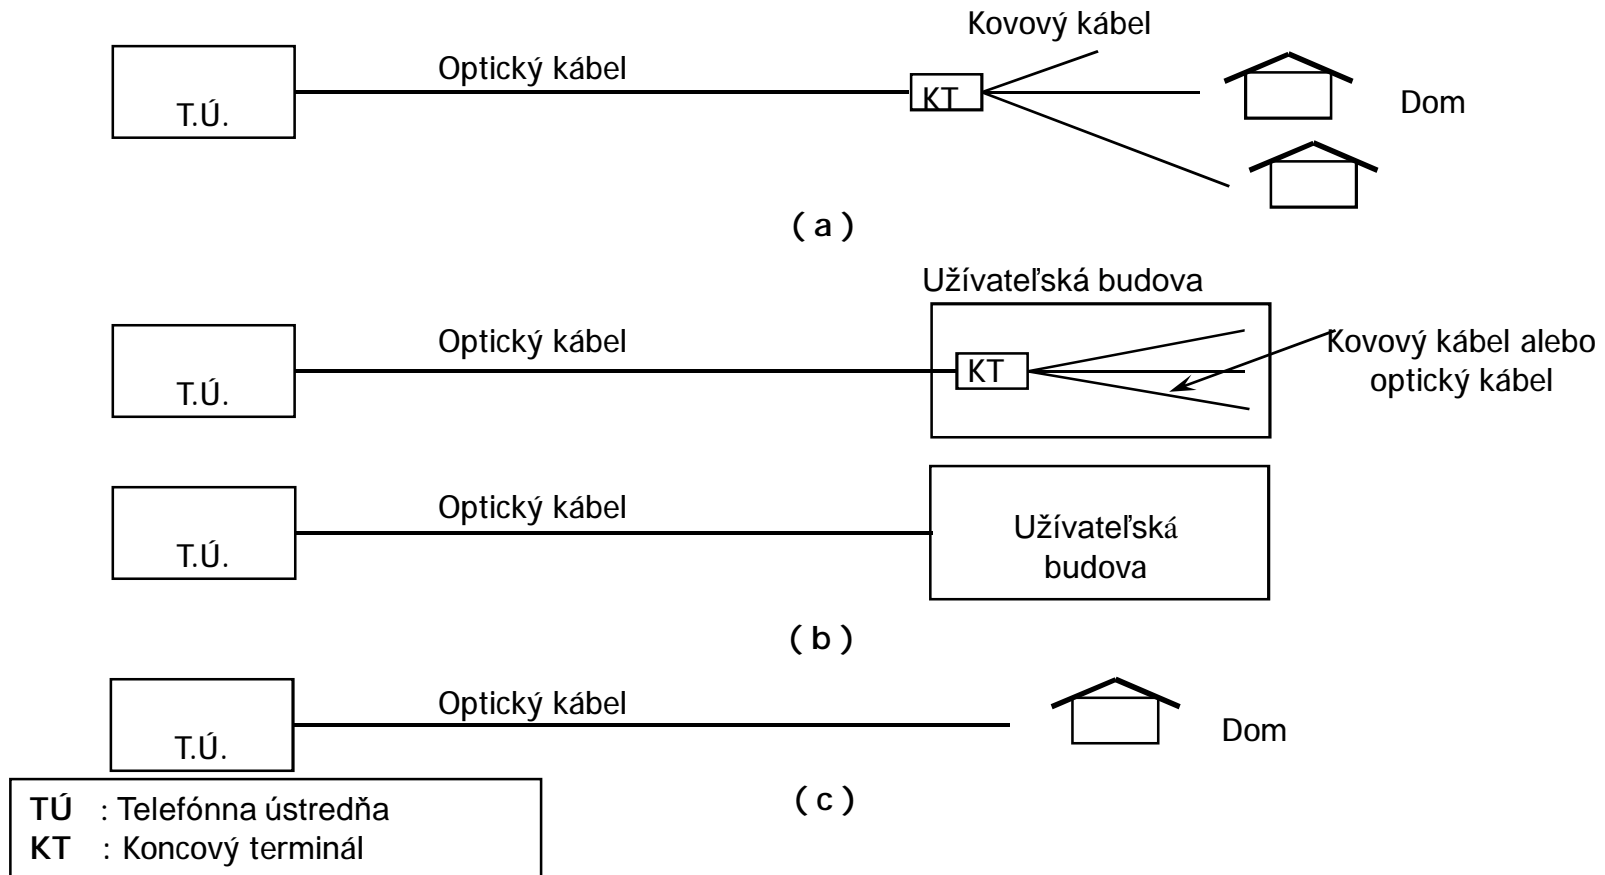 Kovový kábel
Optický kábel
T.Ú.
KT
Dom
(a)
Užívateľská budova
Optický kábel
T.Ú.
KT
Kovový kábel alebo
optický kábel
Optický kábel
T.Ú.
Užívateľská
budova
(b)
Optický kábel
T.Ú.
Dom
(c)
TÚ : Telefónna ústredňa
KT : Koncový terminál